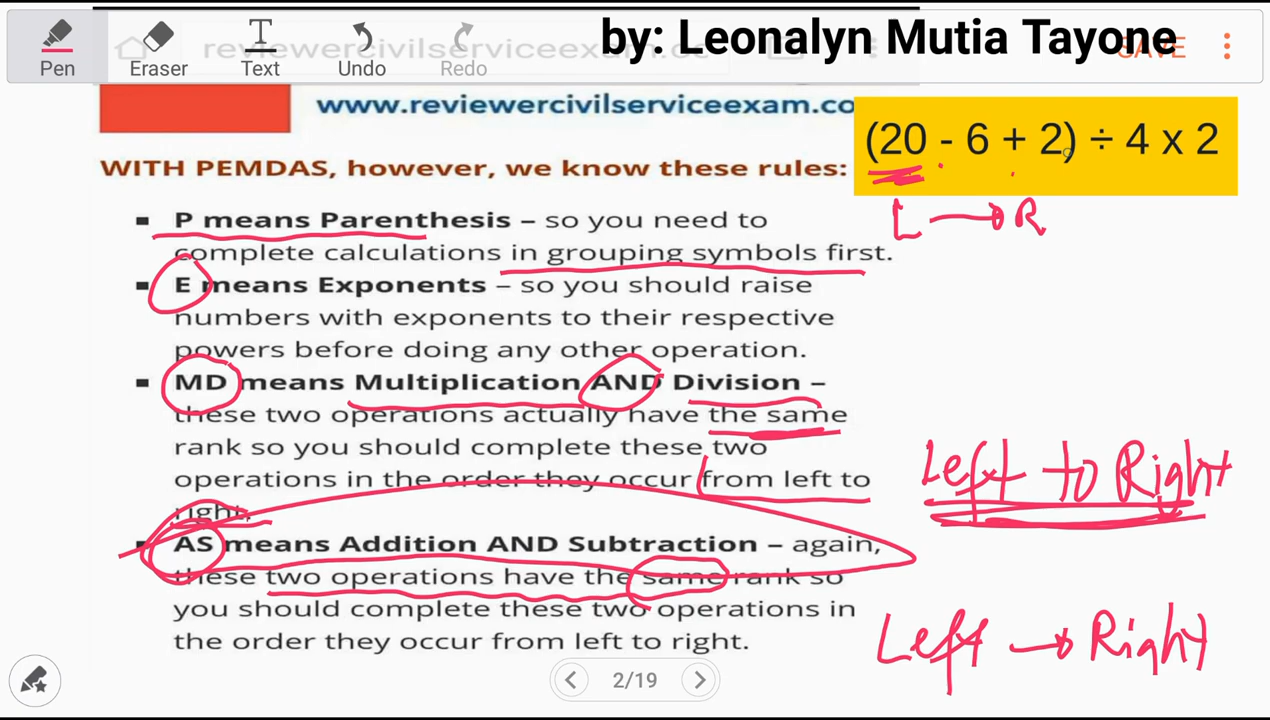 by: Leonalyn Mutia Tayone
reviewercivilserviceexam.c
SAVE
Pen
Eraser
Text
Undo
Redo
www.reviewercivilserviceexam.co
(20 - 6 + 2) ÷ 4 x 2
L → R
WITH PEMDAS, however, we know these rules:
▪ P means Parenthesis – so you need to
complete calculations in grouping symbols first.
▪ E means Exponents – so you should raise
numbers with exponents to their respective
powers before doing any other operation.
▪ MD means Multiplication AND Division –
these two operations actually have the same
rank so you should complete these two
operations in the order they occur from left to
right.
Left to Right
▪ AS means Addition AND Subtraction – again,
these two operations have the same rank so
you should complete these two operations in
the order they occur from left to right.
Left → Right
2/19